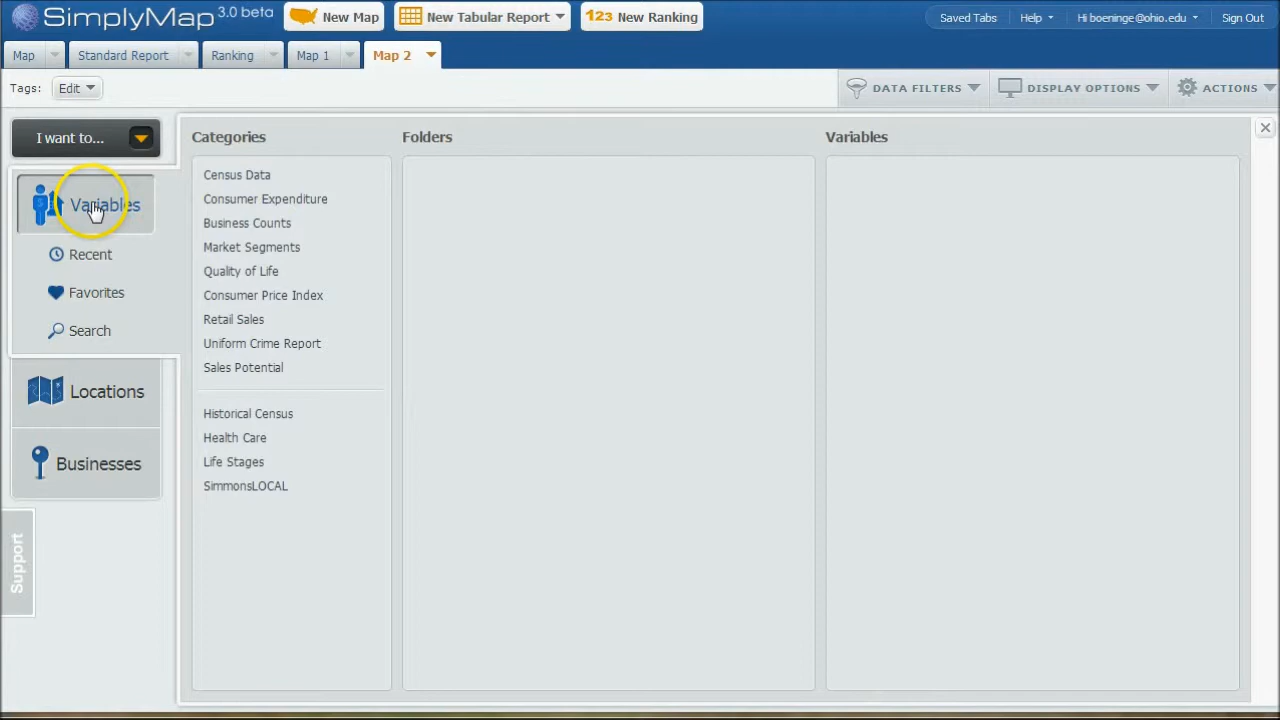 SimplyMap 3.0 beta
New Map
New Tabular Report
123 New Ranking
Saved Tabs
Help
Hi boeninge@ohio.edu
Sign Out
Map
Standard Report
Ranking
Map 1
Map 2
Tags:
Edit
DATA FILTERS
DISPLAY OPTIONS
ACTIONS
I want to...
Variables
Recent
Favorites
Search
Locations
Businesses
Support
Categories
Census Data
Consumer Expenditure
Business Counts
Market Segments
Quality of Life
Consumer Price Index
Retail Sales
Uniform Crime Report
Sales Potential
Historical Census
Health Care
Life Stages
SimmonsLOCAL
Folders
Variables